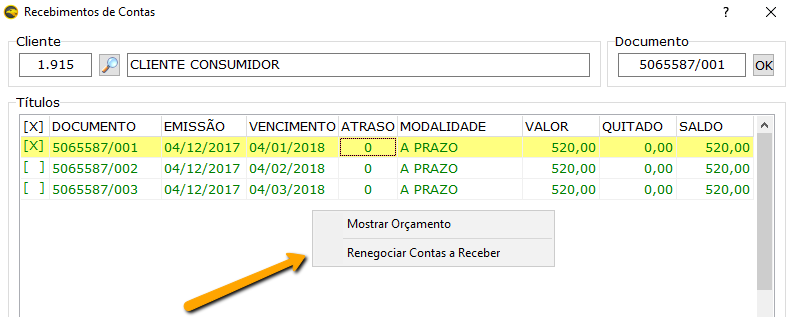 Recebimentos de Contas ? ×
Cliente Documento
1.915 CLIENTE CONSUMIDOR 5065587/001 OK
Títulos
[X] DOCUMENTO EMISSÃO VENCIMENTO ATRASO MODALIDADE VALOR QUITADO SALDO
[X] 5065587/001 04/12/2017 04/01/2018 0 A PRAZO 520,00 0,00 520,00
[ ] 5065587/002 04/12/2017 04/02/2018 0 A PRAZO 520,00 0,00 520,00
[ ] 5065587/003 04/12/2017 04/03/2018 0 A PRAZO 520,00 0,00 520,00
Mostrar Orçamento
Renegociar Contas a Receber